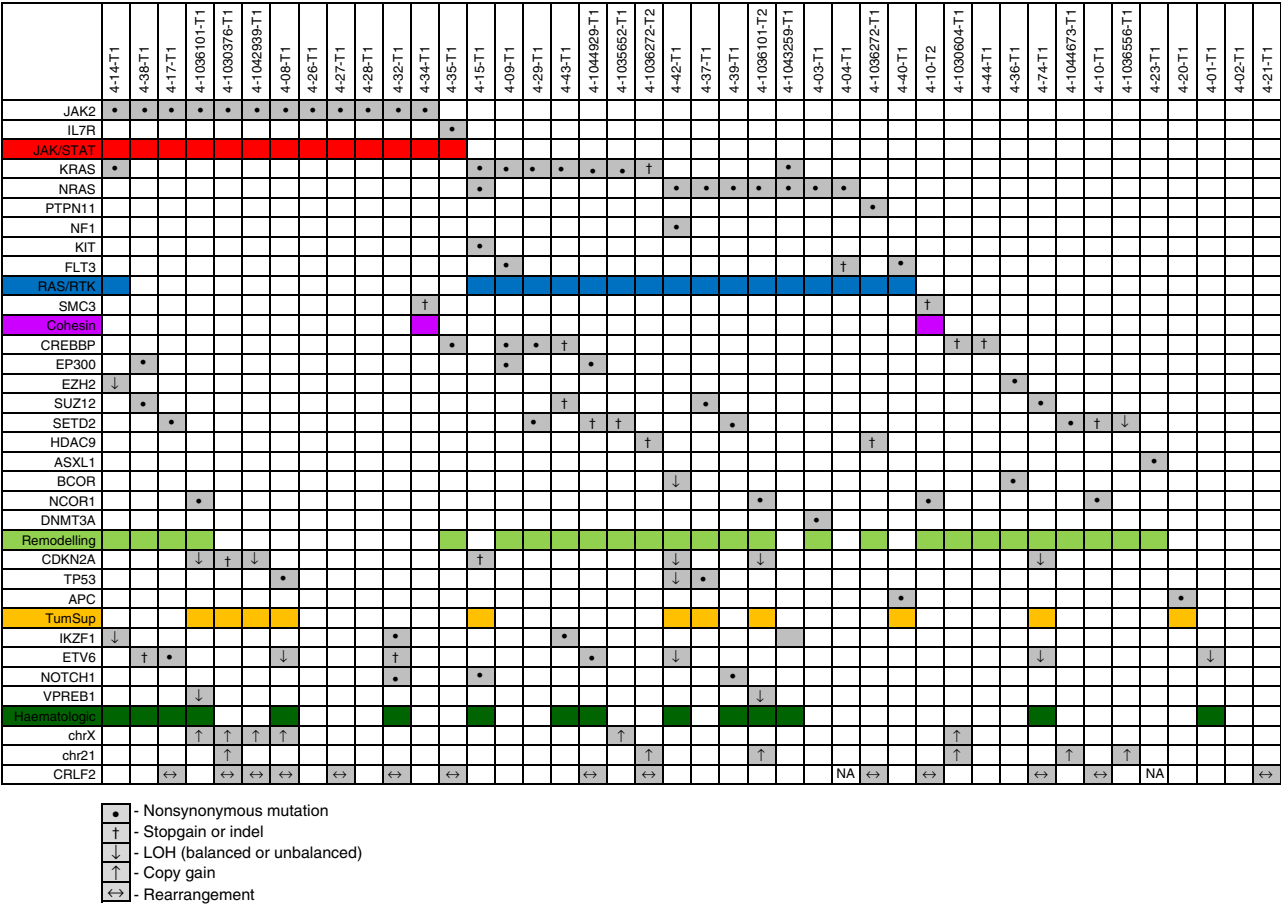 4-14-T1
4-38-T1
4-17-T1
4-1036101-T1
4-1030376-T1
4-1042939-T1
4-08-T1
4-26-T1
4-27-T1
4-28-T1
4-32-T1
4-34-T1
4-35-T1
4-15-T1
4-09-T1
4-29-T1
4-43-T1
4-1044929-T1
4-1035652-T1
4-1036272-T2
4-42-T1
4-37-T1
4-39-T1
4-1036101-T2
4-1043259-T1
4-03-T1
4-04-T1
4-1036272-T1
4-40-T1
4-10-T2
4-1030604-T1
4-44-T1
4-36-T1
4-74-T1
4-1044673-T1
4-10-T1
4-1036556-T1
4-23-T1
4-20-T1
4-01-T1
4-02-T1
4-21-T1
JAK2 • • • • • • • • • • • •
IL7R •
JAK/STAT
KRAS • • • • • • • † •
NRAS • • • • • • • •
PTPN11 •
NF1 •
KIT •
FLT3 • † •
RAS/RTK
SMC3 † †
Cohesin
CREBBP • • • † † †
EP300 • • •
EZH2 ↓ •
SUZ12 • † • •
SETD2 • • † † • • † ↓
HDAC9 † †
ASXL1 •
BCOR ↓ •
NCOR1 • • • •
DNMT3A •
Remodelling
CDKN2A ↓ † ↓ † ↓ ↓ ↓
TP53 • ↓ •
APC • •
TumSup
IKZF1 ↓ • •
ETV6 † • ↓ † • ↓ ↓ ↓
NOTCH1 • • •
VPREB1 ↓ ↓
Haematologic
chrX ↑ ↑ ↑ ↑ ↑ ↑
chr21 ↑ ↑ ↑ ↑ ↑ ↑
CRLF2 ↔ ↔ ↔ ↔ ↔ ↔ ↔ ↔ ↔ NA ↔ ↔ ↔ ↔ NA ↔
• - Nonsynonymous mutation
† - Stopgain or indel
↓ - LOH (balanced or unbalanced)
↑ - Copy gain
↔ - Rearrangement